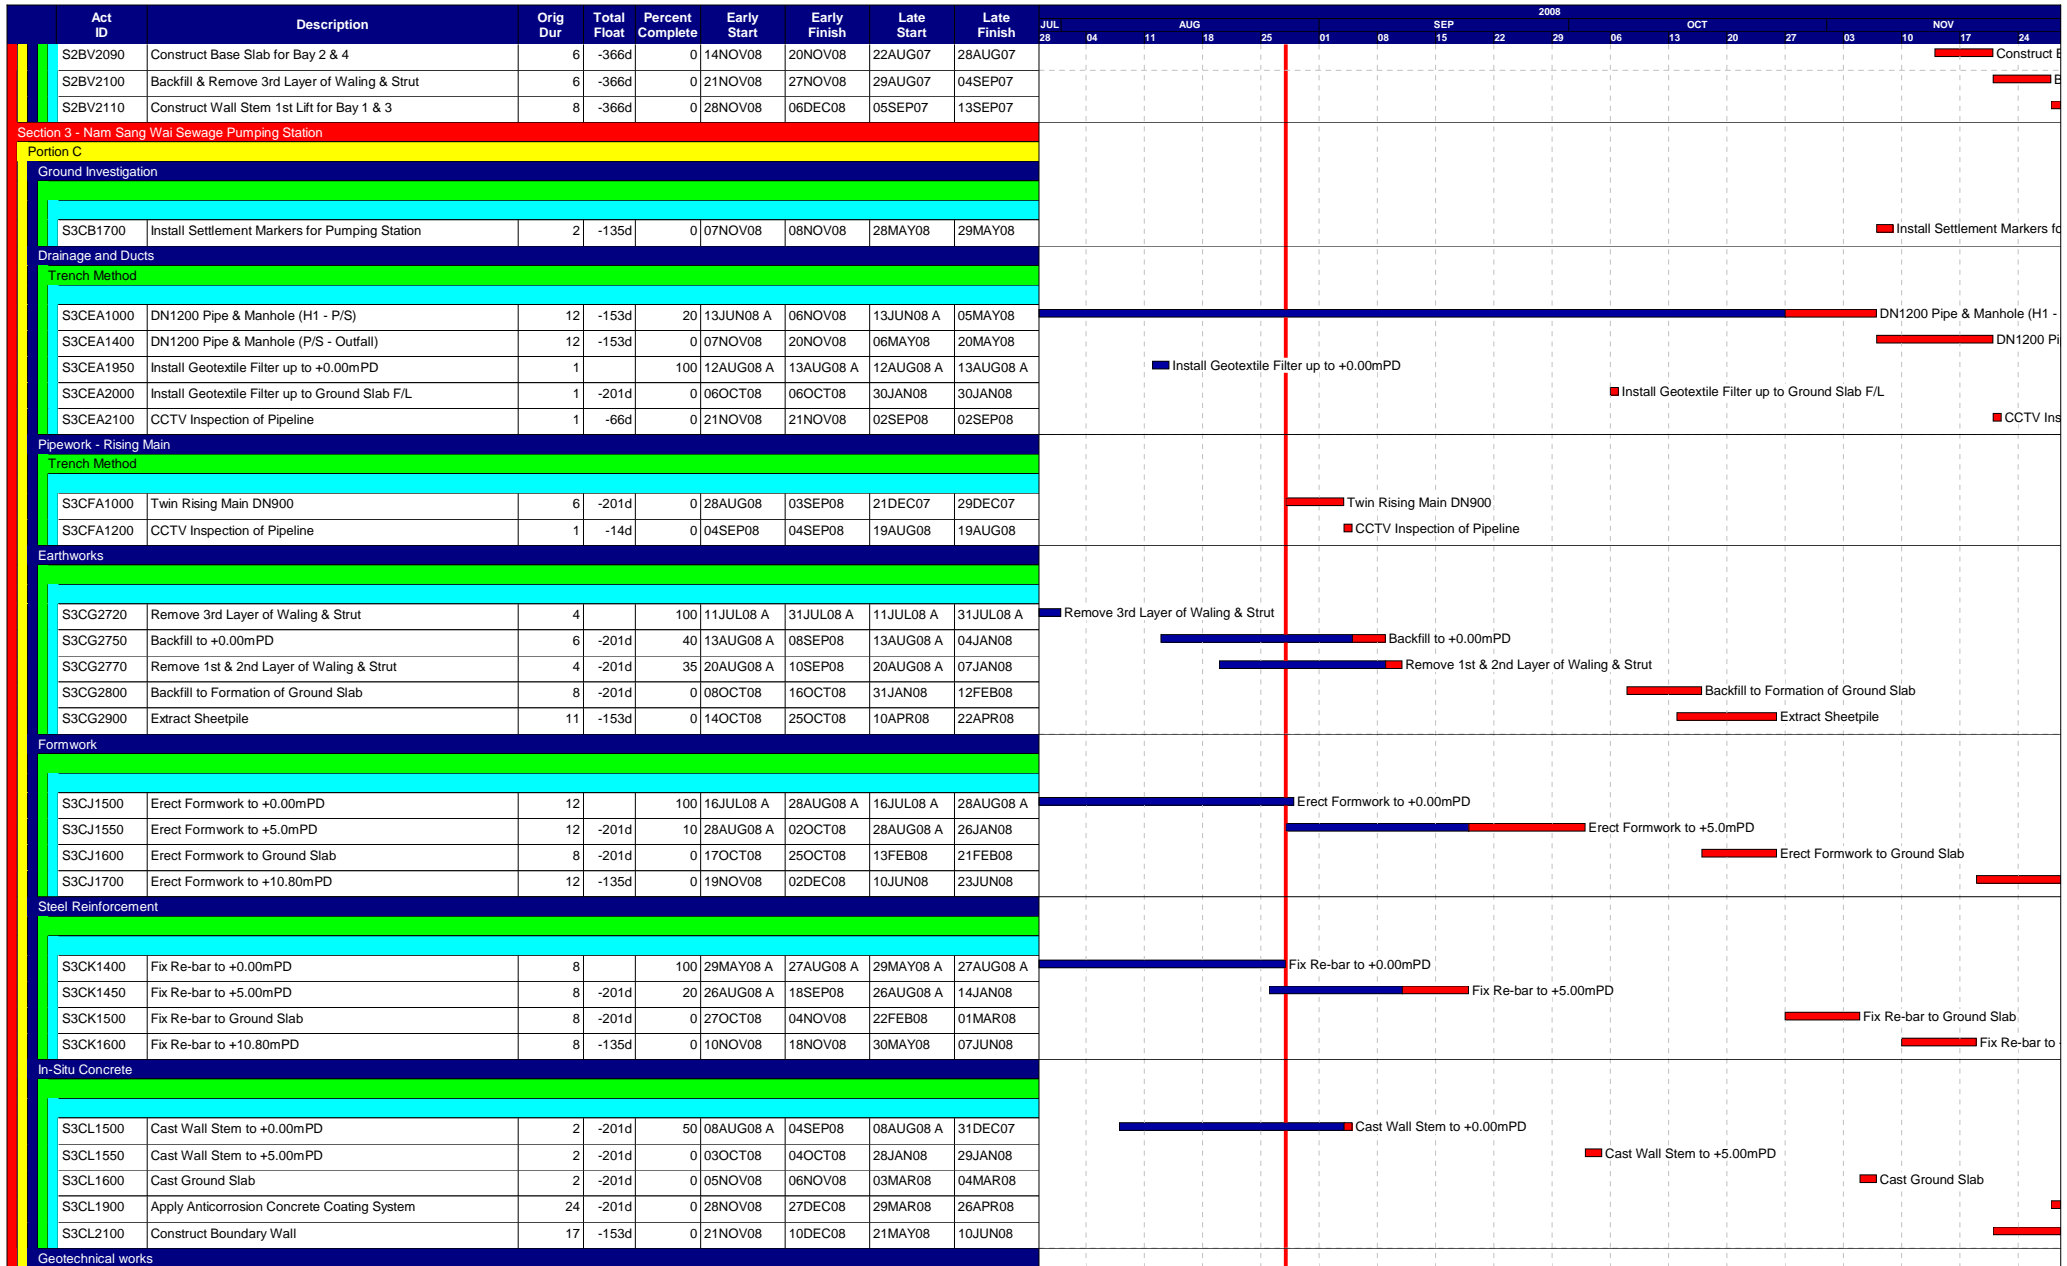 2008
Act ID Description Orig Dur Total Float Percent Complete Early Start Early Finish Late Start Late Finish JUL AUG SEP OCT NOV
28 04 11 18 25 01 08 15 22 29 06 13 20 27 03 10 17 24
S2BV2090 Construct Base Slab for Bay 2 & 4 6 -366d 0 14NOV08 20NOV08 22AUG07 28AUG07 Construct B
S2BV2100 Backfill & Remove 3rd Layer of Waling & Strut 6 -366d 0 21NOV08 27NOV08 29AUG07 04SEP07
S2BV2110 Construct Wall Stem 1st Lift for Bay 1 & 3 8 -366d 0 28NOV08 06DEC08 05SEP07 13SEP07
Section 3 - Nam Sang Wai Sewage Pumping Station
Portion C
Ground Investigation
S3CB1700 Install Settlement Markers for Pumping Station 2 -135d 0 07NOV08 08NOV08 28MAY08 29MAY08 Install Settlement Markers fo
Drainage and Ducts
Trench Method
S3CEA1000 DN1200 Pipe & Manhole (H1 - P/S) 12 -153d 20 13JUN08 A 06NOV08 13JUN08 A 05MAY08 DN1200 Pipe & Manhole (H1 -
S3CEA1400 DN1200 Pipe & Manhole (P/S - Outfall) 12 -153d 0 07NOV08 20NOV08 06MAY08 20MAY08 DN1200 Pi
S3CEA1950 Install Geotextile Filter up to +0.00mPD 1 100 12AUG08 A 13AUG08 A 12AUG08 A 13AUG08 A Install Geotextile Filter up to +0.00mPD
S3CEA2000 Install Geotextile Filter up to Ground Slab F/L 1 -201d 0 06OCT08 06OCT08 30JAN08 30JAN08 Install Geotextile Filter up to Ground Slab F/L
S3CEA2100 CCTV Inspection of Pipeline 1 -66d 0 21NOV08 21NOV08 02SEP08 02SEP08 CCTV Ins
Pipework - Rising Main
Trench Method
S3CFA1000 Twin Rising Main DN900 6 -201d 0 28AUG08 03SEP08 21DEC07 29DEC07 Twin Rising Main DN900
S3CFA1200 CCTV Inspection of Pipeline 1 -14d 0 04SEP08 04SEP08 19AUG08 19AUG08 CCTV Inspection of Pipeline
Earthworks
S3CG2720 Remove 3rd Layer of Waling & Strut 4 100 11JUL08 A 31JUL08 A 11JUL08 A 31JUL08 A Remove 3rd Layer of Waling & Strut
S3CG2750 Backfill to +0.00mPD 6 -201d 40 13AUG08 A 08SEP08 13AUG08 A 04JAN08 Backfill to +0.00mPD
S3CG2770 Remove 1st & 2nd Layer of Waling & Strut 4 -201d 35 20AUG08 A 10SEP08 20AUG08 A 07JAN08 Remove 1st & 2nd Layer of Waling & Strut
S3CG2800 Backfill to Formation of Ground Slab 8 -201d 0 08OCT08 16OCT08 31JAN08 12FEB08 Backfill to Formation of Ground Slab
S3CG2900 Extract Sheetpile 11 -153d 0 14OCT08 25OCT08 10APR08 22APR08 Extract Sheetpile
Formwork
S3CJ1500 Erect Formwork to +0.00mPD 12 100 16JUL08 A 28AUG08 A 16JUL08 A 28AUG08 A Erect Formwork to +0.00mPD
S3CJ1550 Erect Formwork to +5.0mPD 12 -201d 10 28AUG08 A 02OCT08 28AUG08 A 26JAN08 Erect Formwork to +5.0mPD
S3CJ1600 Erect Formwork to Ground Slab 8 -201d 0 17OCT08 25OCT08 13FEB08 21FEB08 Erect Formwork to Ground Slab
S3CJ1700 Erect Formwork to +10.80mPD 12 -135d 0 19NOV08 02DEC08 10JUN08 23JUN08
Steel Reinforcement
S3CK1400 Fix Re-bar to +0.00mPD 8 100 29MAY08 A 27AUG08 A 29MAY08 A 27AUG08 A Fix Re-bar to +0.00mPD
S3CK1450 Fix Re-bar to +5.00mPD 8 -201d 20 26AUG08 A 18SEP08 26AUG08 A 14JAN08 Fix Re-bar to +5.00mPD
S3CK1500 Fix Re-bar to Ground Slab 8 -201d 0 27OCT08 04NOV08 22FEB08 01MAR08 Fix Re-bar to Ground Slab
S3CK1600 Fix Re-bar to +10.80mPD 8 -135d 0 10NOV08 18NOV08 30MAY08 07JUN08 Fix Re-bar to
In-Situ Concrete
S3CL1500 Cast Wall Stem to +0.00mPD 2 -201d 50 08AUG08 A 04SEP08 08AUG08 A 31DEC07 Cast Wall Stem to +0.00mPD
S3CL1550 Cast Wall Stem to +5.00mPD 2 -201d 0 03OCT08 04OCT08 28JAN08 29JAN08 Cast Wall Stem to +5.00mPD
S3CL1600 Cast Ground Slab 2 -201d 0 05NOV08 06NOV08 03MAR08 04MAR08 Cast Ground Slab
S3CL1900 Apply Anticorrosion Concrete Coating System 24 -201d 0 28NOV08 27DEC08 29MAR08 26APR08
S3CL2100 Construct Boundary Wall 17 -153d 0 21NOV08 10DEC08 21MAY08 10JUN08
Geotechnical works